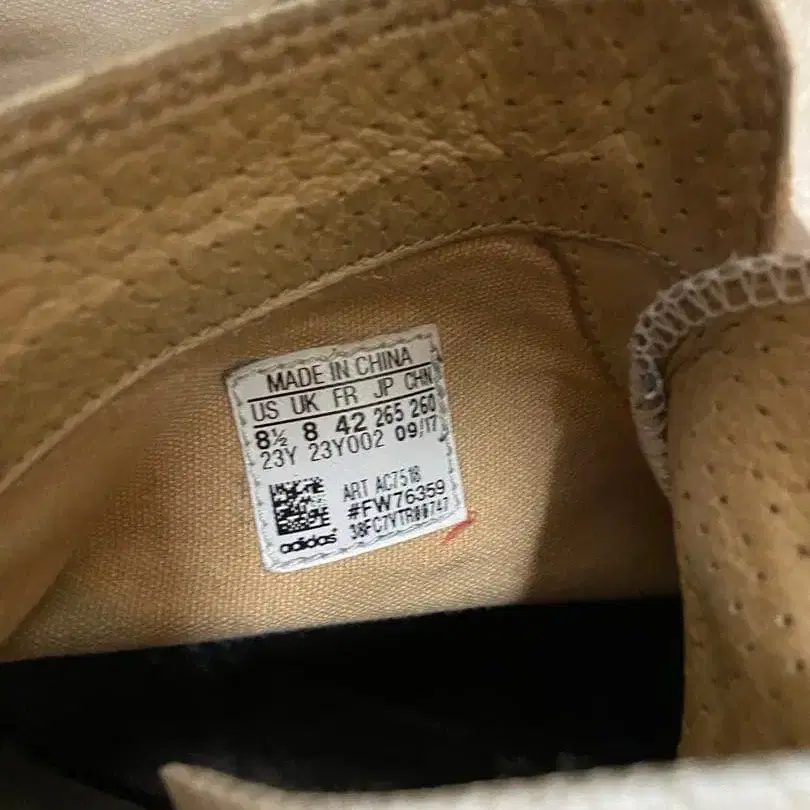 MADE IN CHINA
US UK FR JP CHN
8½ 8 42 265 260
23Y 23Y002 09/17
ART AC7518
#FW76359
38FC7YTR00747
adidas